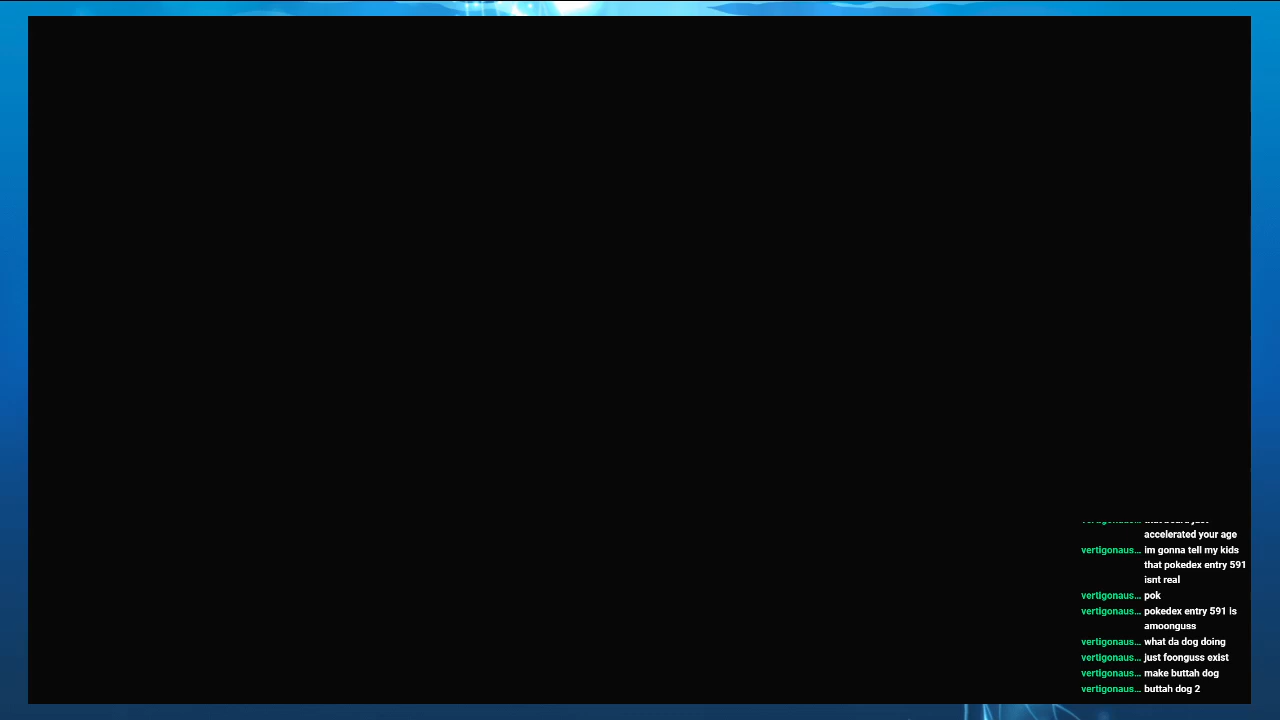 accelerated your age
vertigonaus... im gonna tell my kids
that pokedex entry 591
isnt real
vertigonaus... pok
vertigonaus... pokedex entry 591 is
amoonguss
vertigonaus... what da dog doing
vertigonaus... just foonguss exist
vertigonaus... make buttah dog
vertigonaus... buttah dog 2